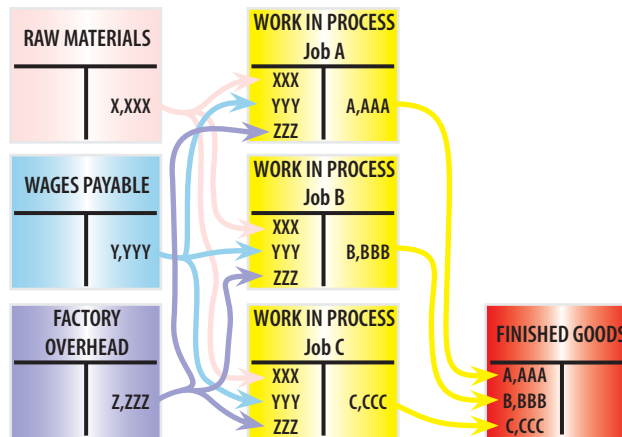 RAW MATERIALS
X,XXX
WORK IN PROCESS
Job A
XXX
YYY
ZZZ
A,AAA
WAGES PAYABLE
Y,YYY
WORK IN PROCESS
Job B
XXX
YYY
ZZZ
B,BBB
FACTORY
OVERHEAD
Z,ZZZ
WORK IN PROCESS
Job C
XXX
YYY
ZZZ
C,CCC
FINISHED GOODS
A,AAA
B,BBB
C,CCC